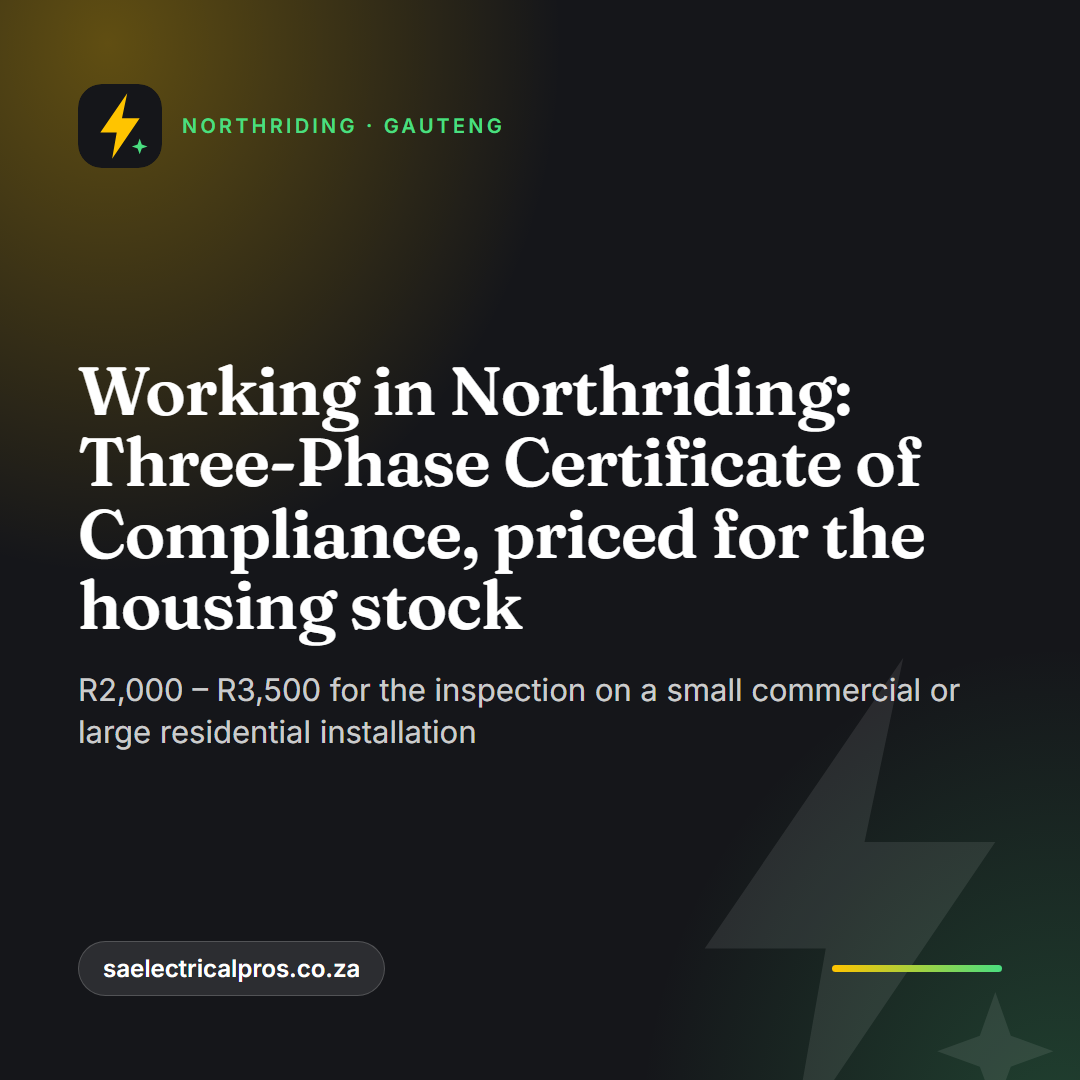 NORTHRIDING · GAUTENG
Working in Northriding:
Three-Phase Certificate of
Compliance, priced for the
housing stock
R2,000 – R3,500 for the inspection on a small commercial or
large residential installation
saelectricalpros.co.za